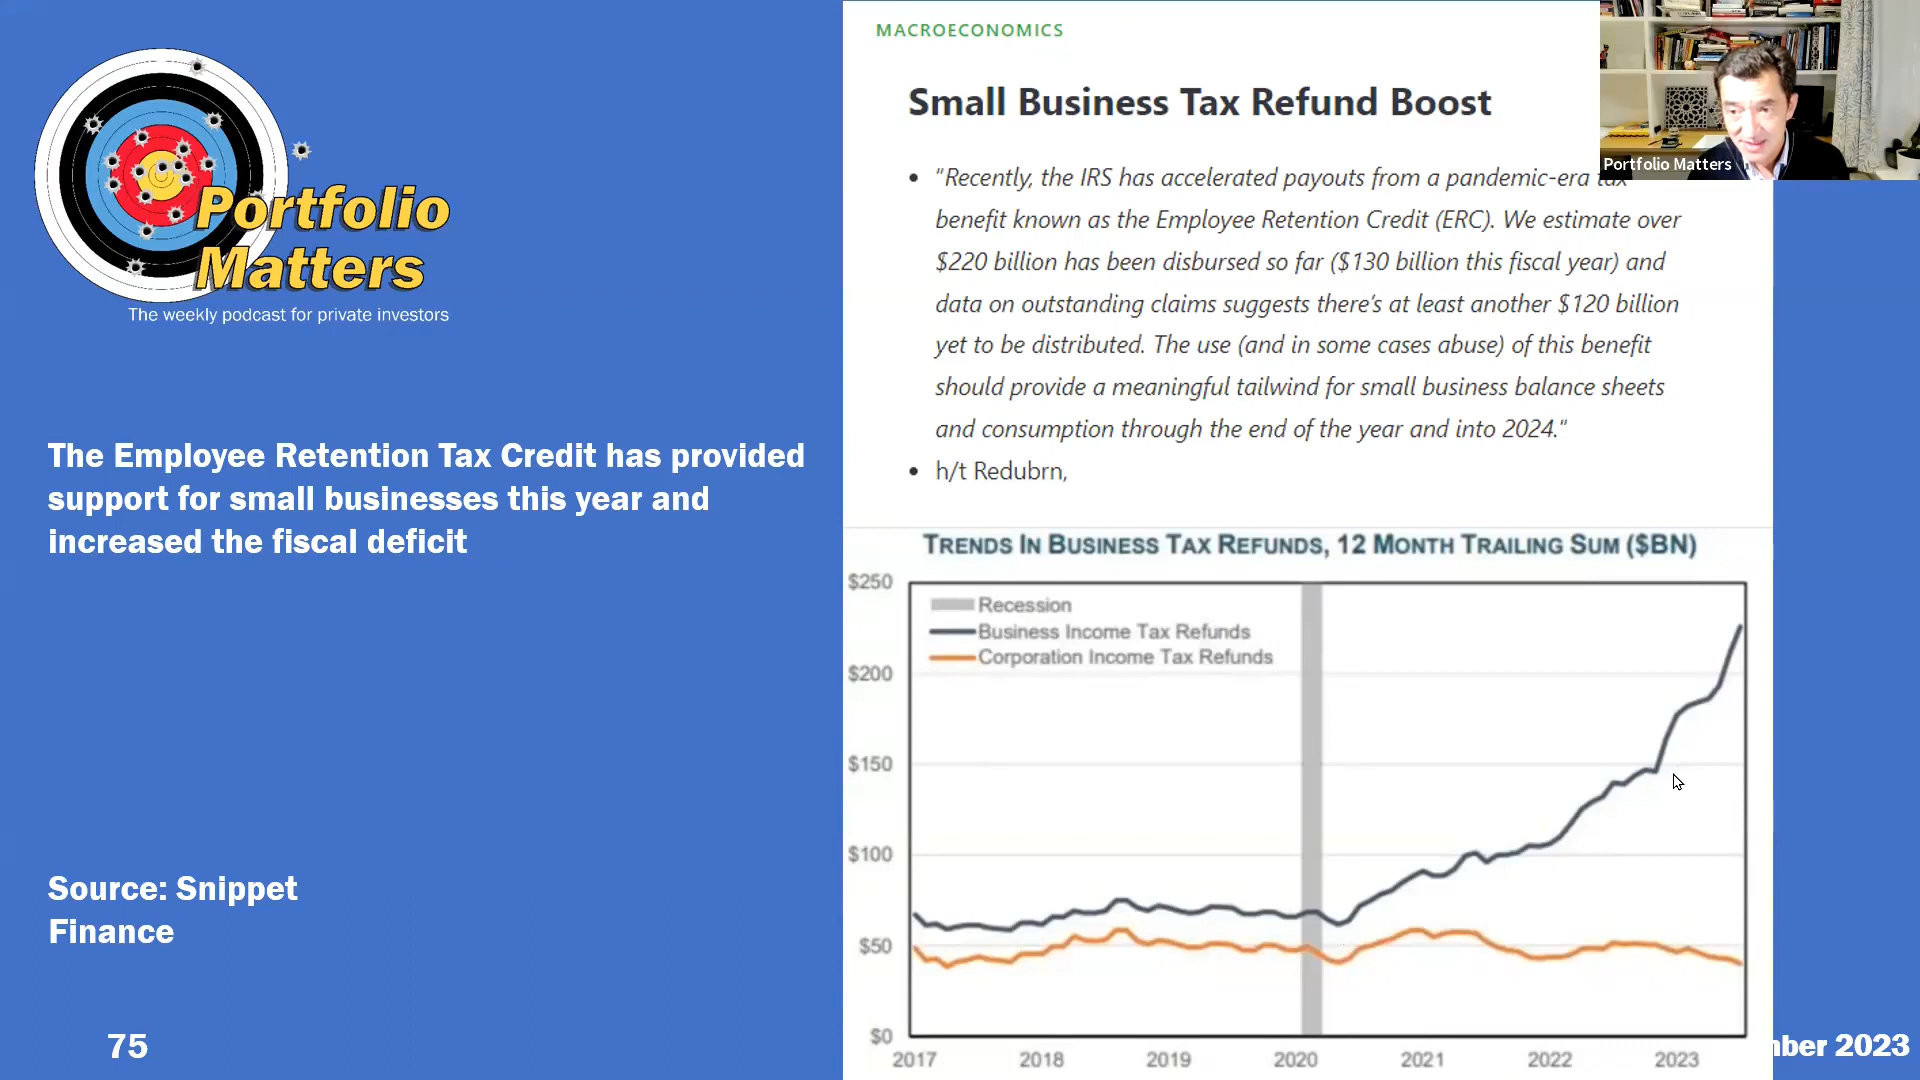 Portfolio
Matters
The weekly podcast for private investors
The Employee Retention Tax Credit has provided
support for small businesses this year and
increased the fiscal deficit
Source: Snippet
Finance
75
MACROECONOMICS
Small Business Tax Refund Boost
• "Recently, the IRS has accelerated payouts from a pandemic-era tax
benefit known as the Employee Retention Credit (ERC). We estimate over
$220 billion has been disbursed so far ($130 billion this fiscal year) and
data on outstanding claims suggests there's at least another $120 billion
yet to be distributed. The use (and in some cases abuse) of this benefit
should provide a meaningful tailwind for small business balance sheets
and consumption through the end of the year and into 2024."
• h/t Redubrn,
TRENDS IN BUSINESS TAX REFUNDS, 12 MONTH TRAILING SUM ($BN)
Recession
Business Income Tax Refunds
Corporation Income Tax Refunds
$250
$200
$150
$100
$50
$0
2017 2018 2019 2020 2021 2022 2023
Portfolio Matters
mber 2023